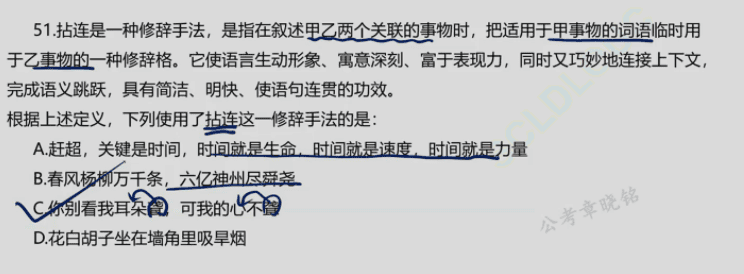 51.拈连是一种修辞手法，是指在叙述甲乙两个关联的事物时，把适用于甲事物的词语临时用
于乙事物的一种修辞格。它使语言生动形象、寓意深刻、富于表现力，同时又巧妙地连接上下文，
完成语义跳跃，具有简洁、明快、使语句连贯的功效。
根据上述定义，下列使用了拈连这一修辞手法的是：
A.赶超，关键是时间，时间就是生命，时间就是速度，时间就是力量
B.春风杨柳万千条，六亿神州尽舜尧
C.你别看我耳朵聋，可我的心不聋
D.花白胡子坐在墙角里吸旱烟
公考章晓铭